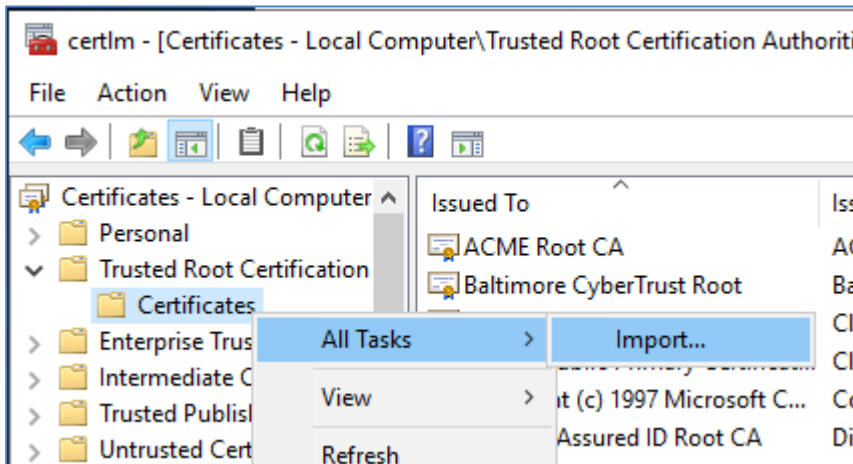 certlm - [Certificates - Local Computer\Trusted Root Certification Authoriti
File Action View Help
Certificates - Local Computer
Issued To
Iss
Personal
Trusted Root Certification
ACME Root CA
AC
Certificates
Baltimore CyberTrust Root
Ba
Enterprise Trus
All Tasks
Import...
Cl
Intermediate C
Cl
Trusted Publis
View
t (c) 1997 Microsoft C...
Co
Untrusted Cert
Refresh
Assured ID Root CA
Di